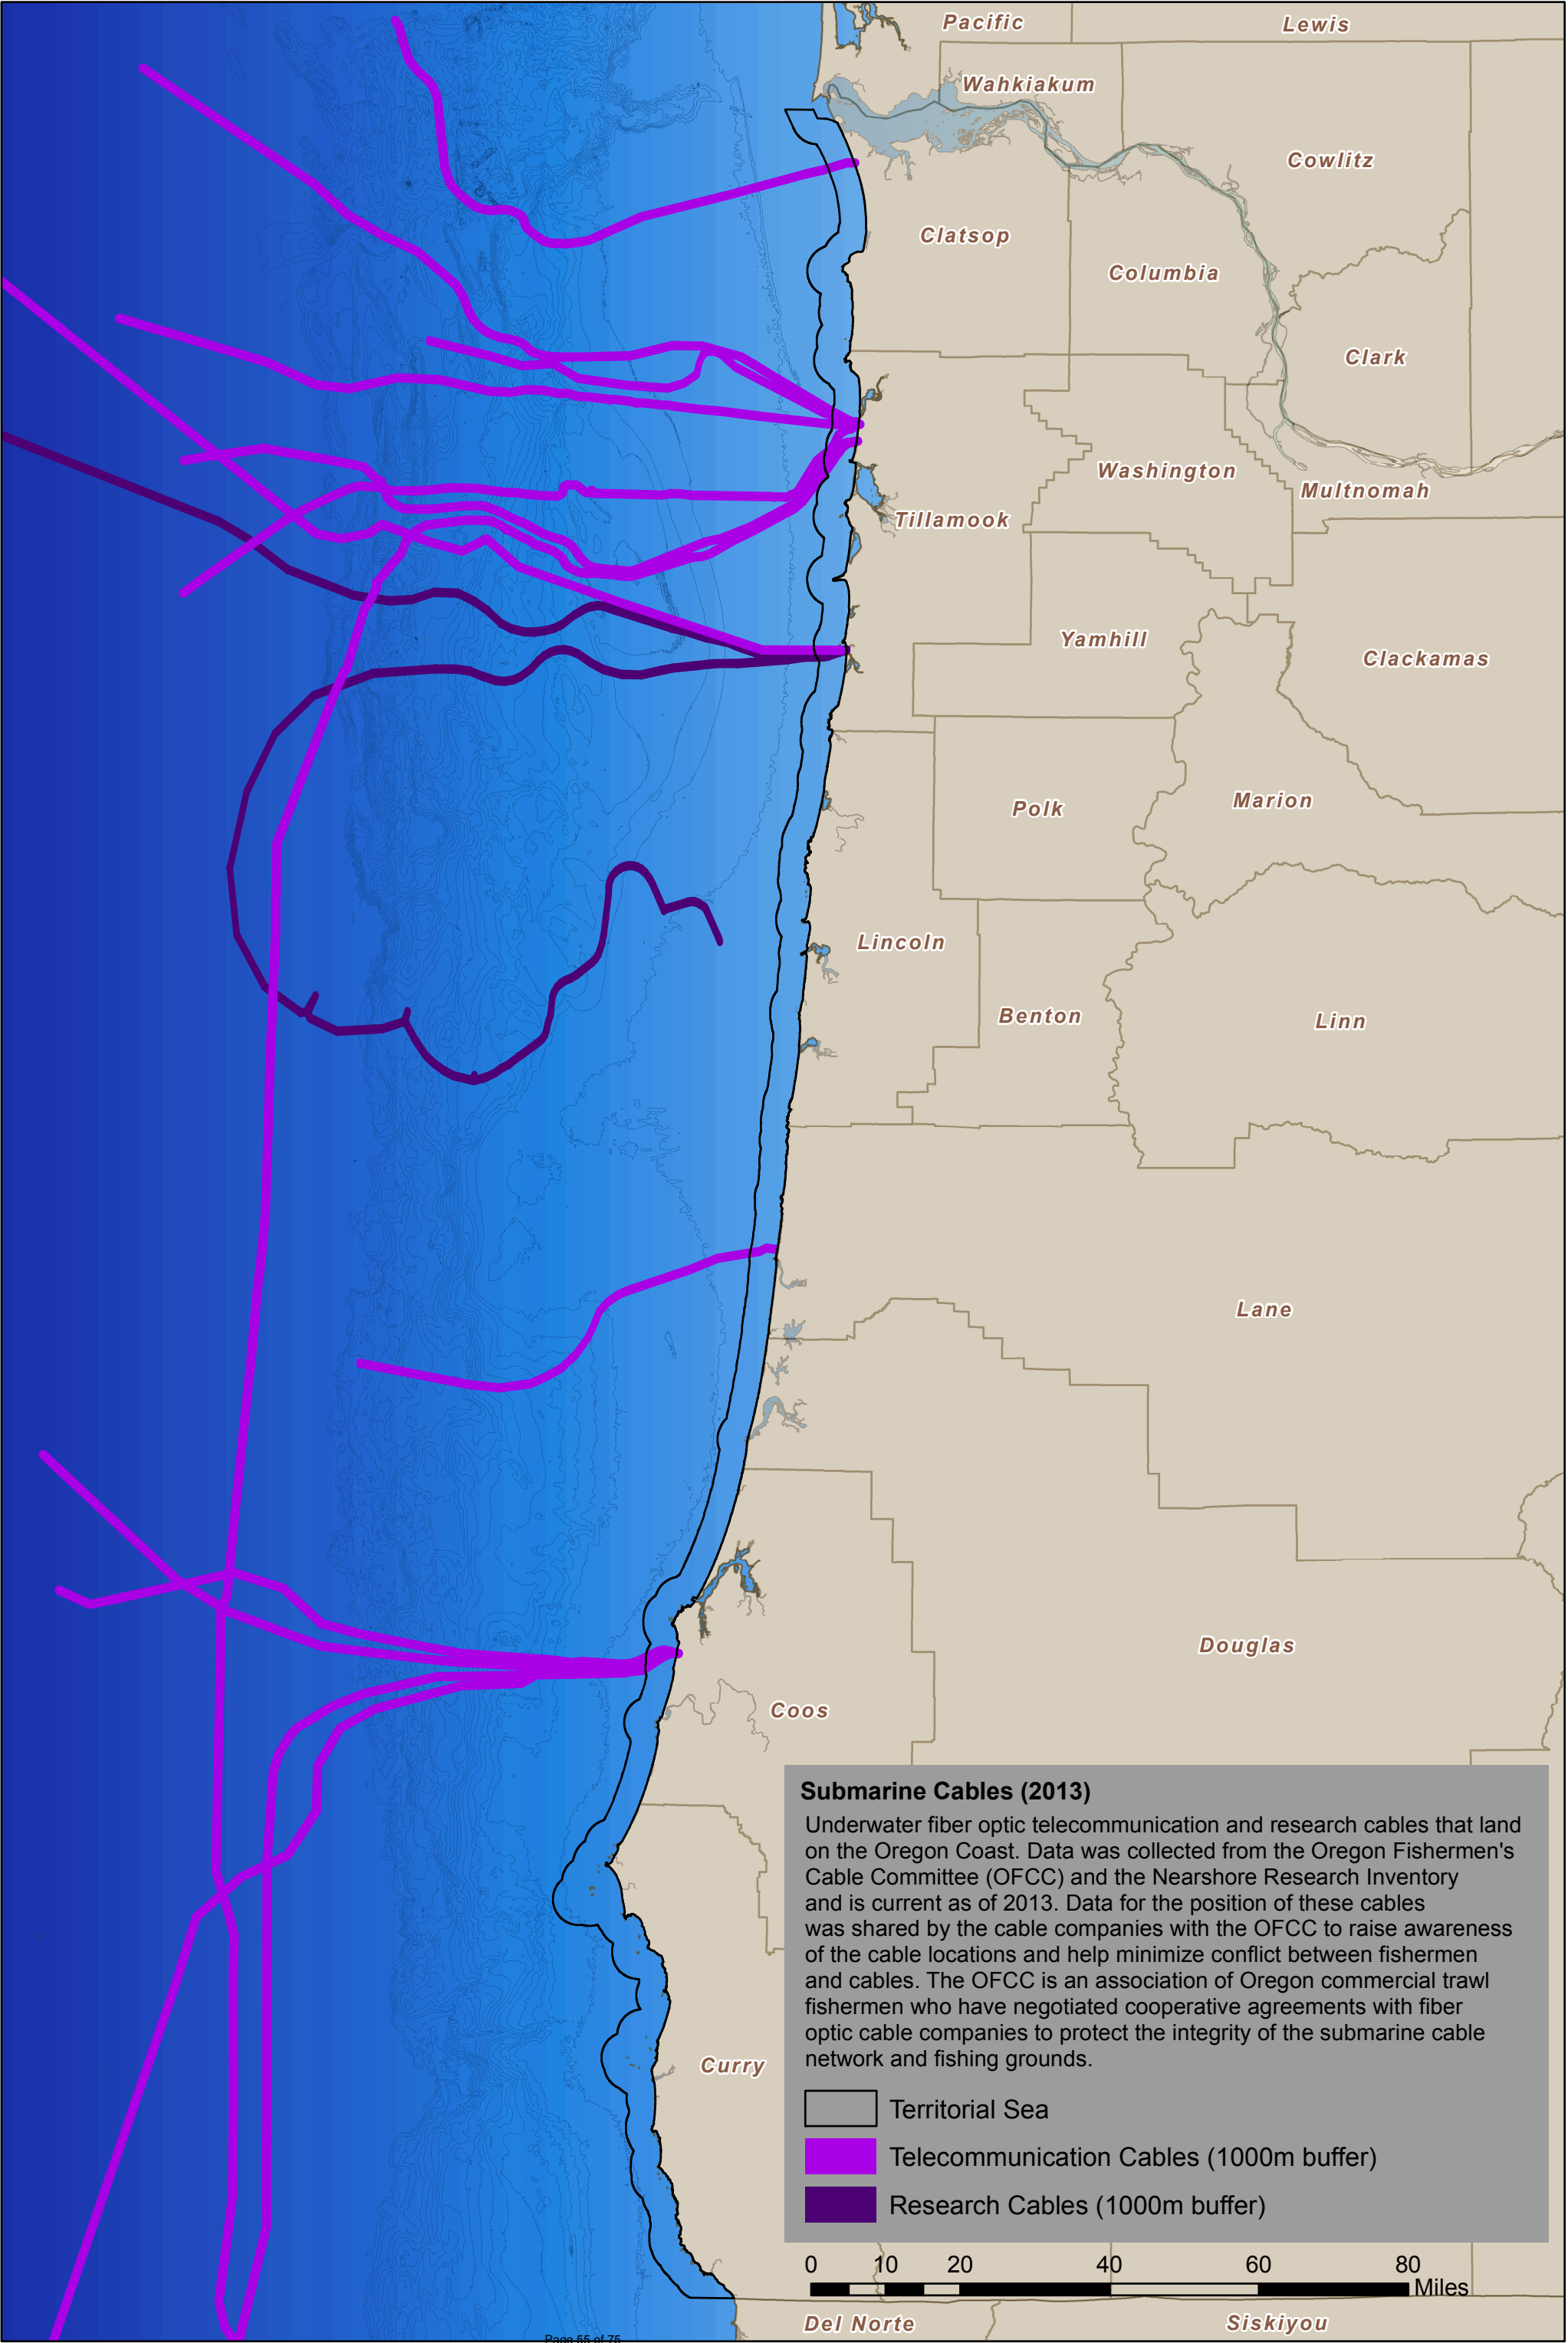 Pacific
Lewis
Wahkiakum
Cowlitz
Clatsop
Columbia
Clark
Washington
Multnomah
Tillamook
Yamhill
Clackamas
Polk
Marion
Lincoln
Benton
Linn
Lane
Douglas
Coos
Curry
Submarine Cables (2013)
Underwater fiber optic telecommunication and research cables that land
on the Oregon Coast. Data was collected from the Oregon Fishermen's
Cable Committee (OFCC) and the Nearshore Research Inventory
and is current as of 2013. Data for the position of these cables
was shared by the cable companies with the OFCC to raise awareness
of the cable locations and help minimize conflict between fishermen
and cables. The OFCC is an association of Oregon commercial trawl
fishermen who have negotiated cooperative agreements with fiber
optic cable companies to protect the integrity of the submarine cable
network and fishing grounds.
Territorial Sea
Telecommunication Cables (1000m buffer)
Research Cables (1000m buffer)
0 10 20 40 60 80
Miles
Del Norte
Siskiyou
Page 55 of 75